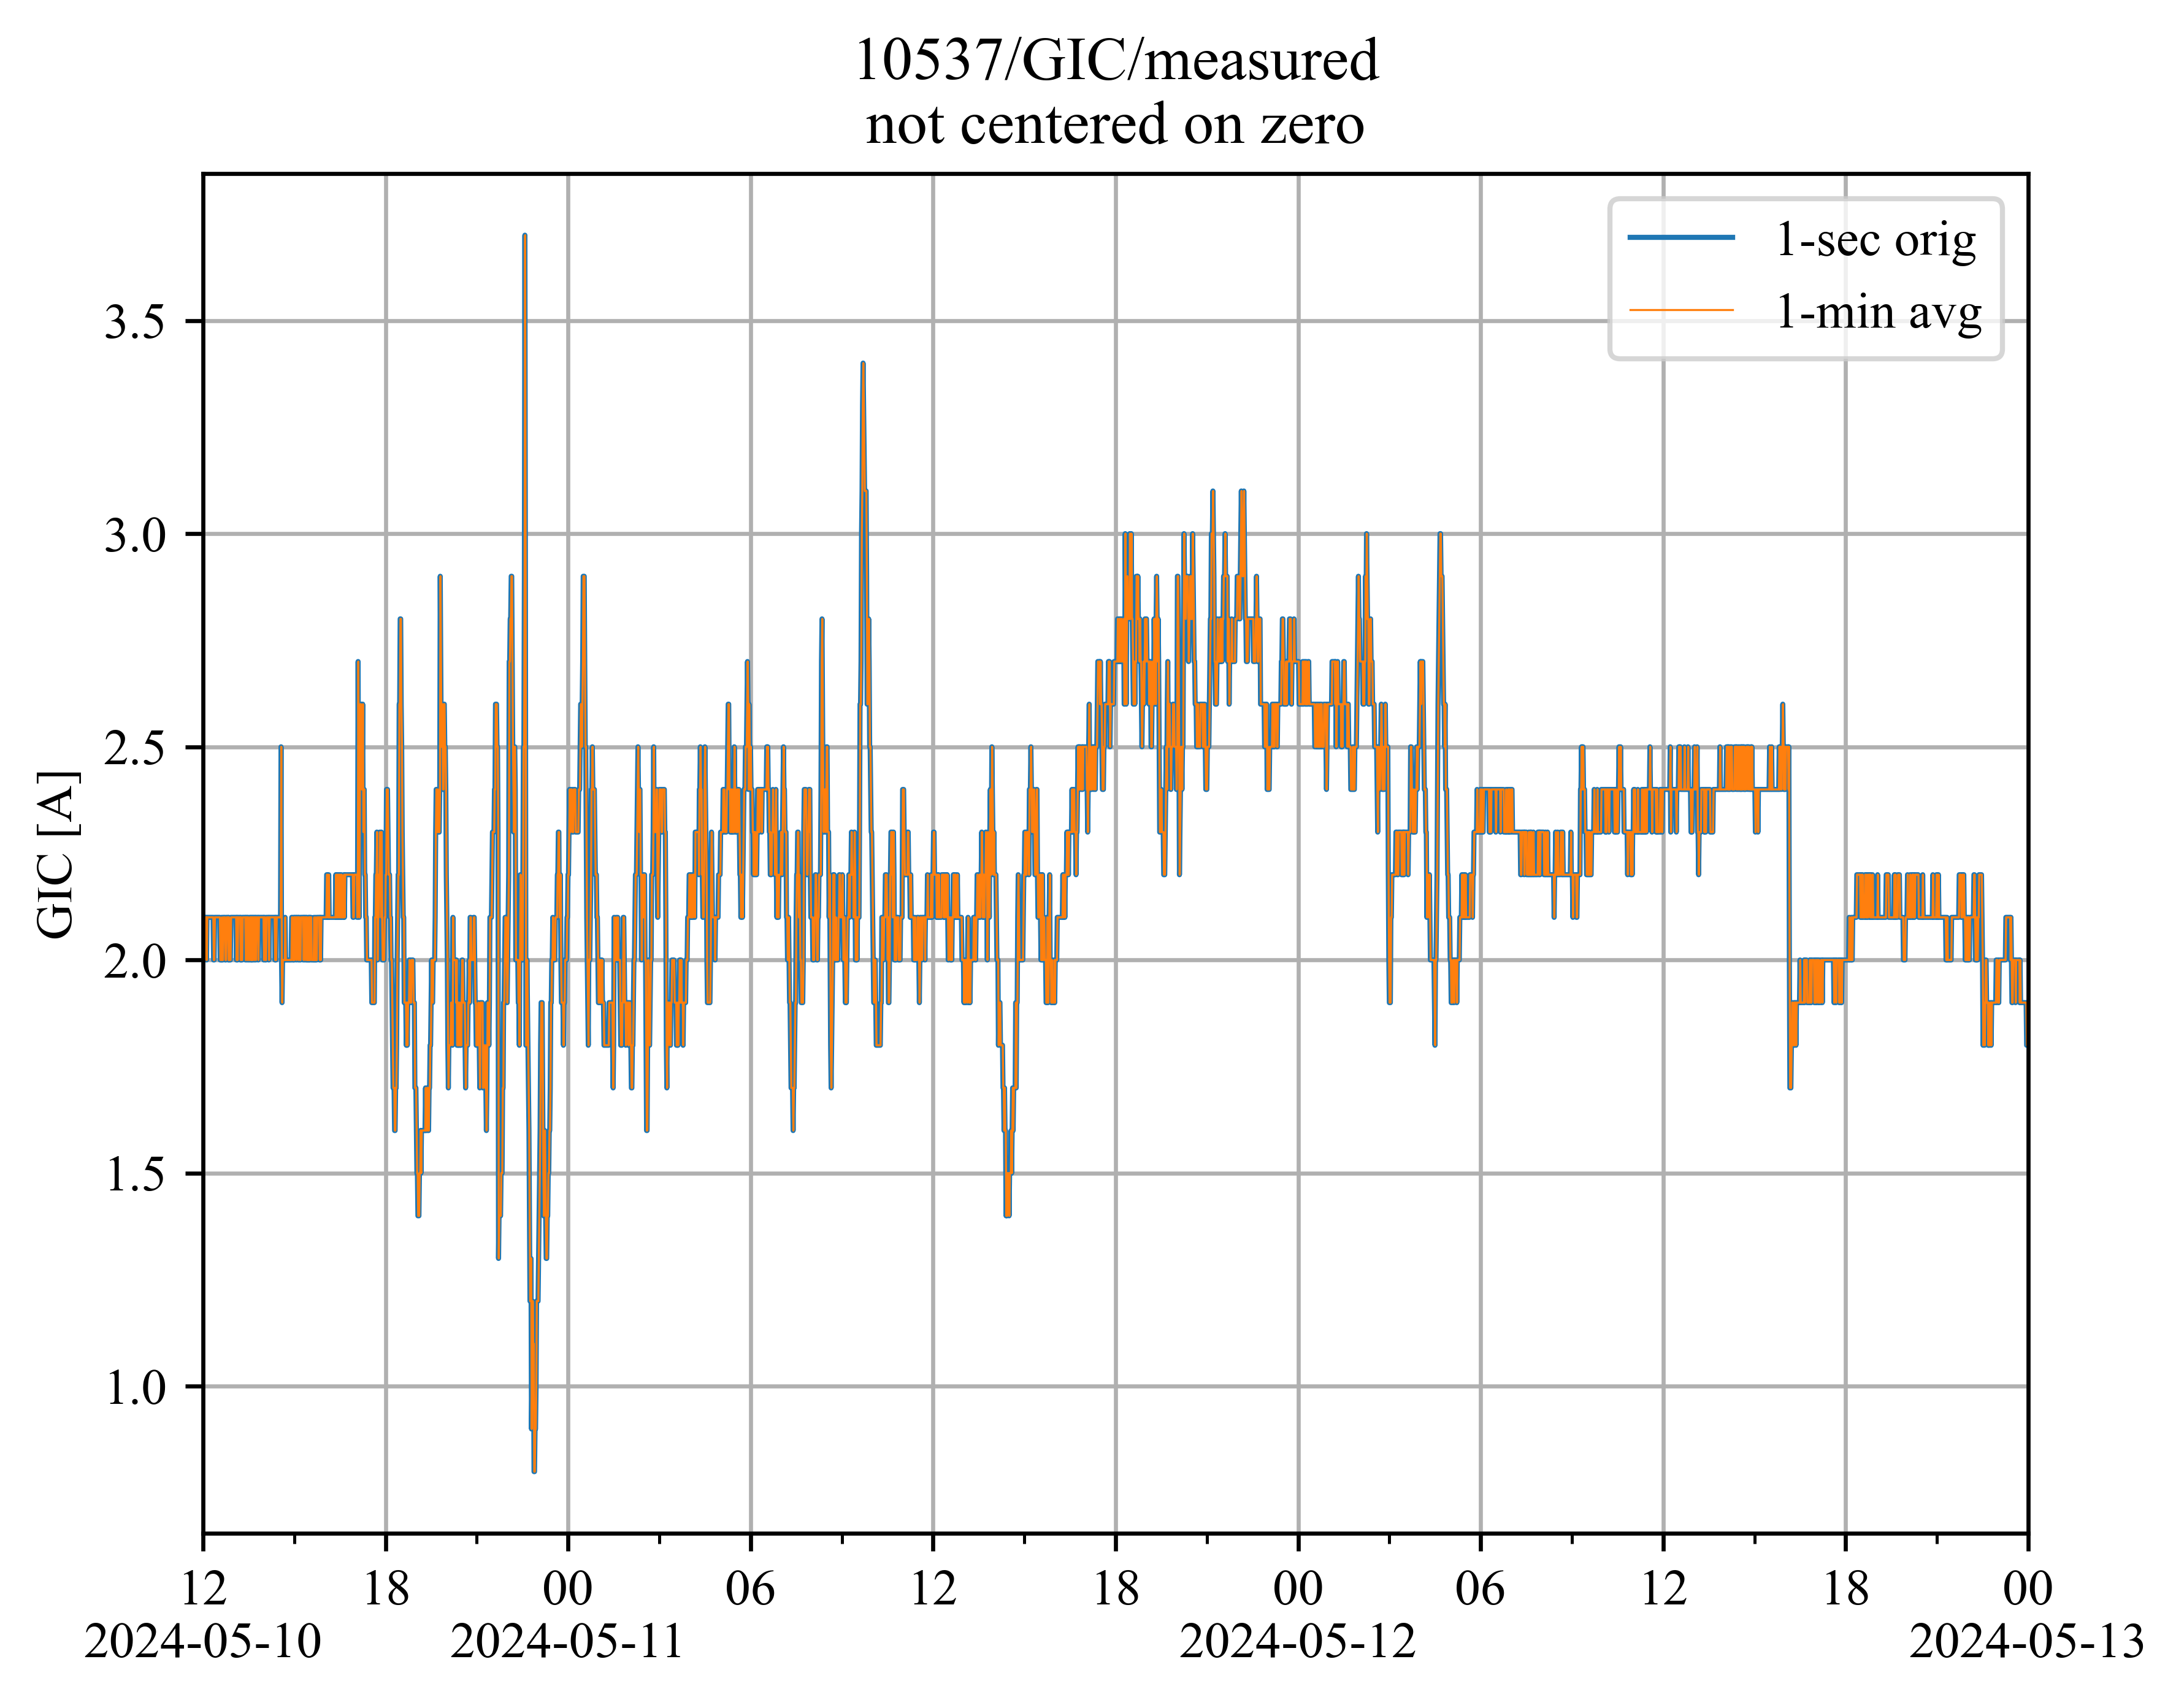 10537/GIC/measured
not centered on zero
1-sec orig
1-min avg
GIC [A]
3.5
3.0
2.5
2.0
1.5
1.0
12 18 00 06 12 18 00 06 12 18 00
2024-05-10 2024-05-11 2024-05-12 2024-05-13